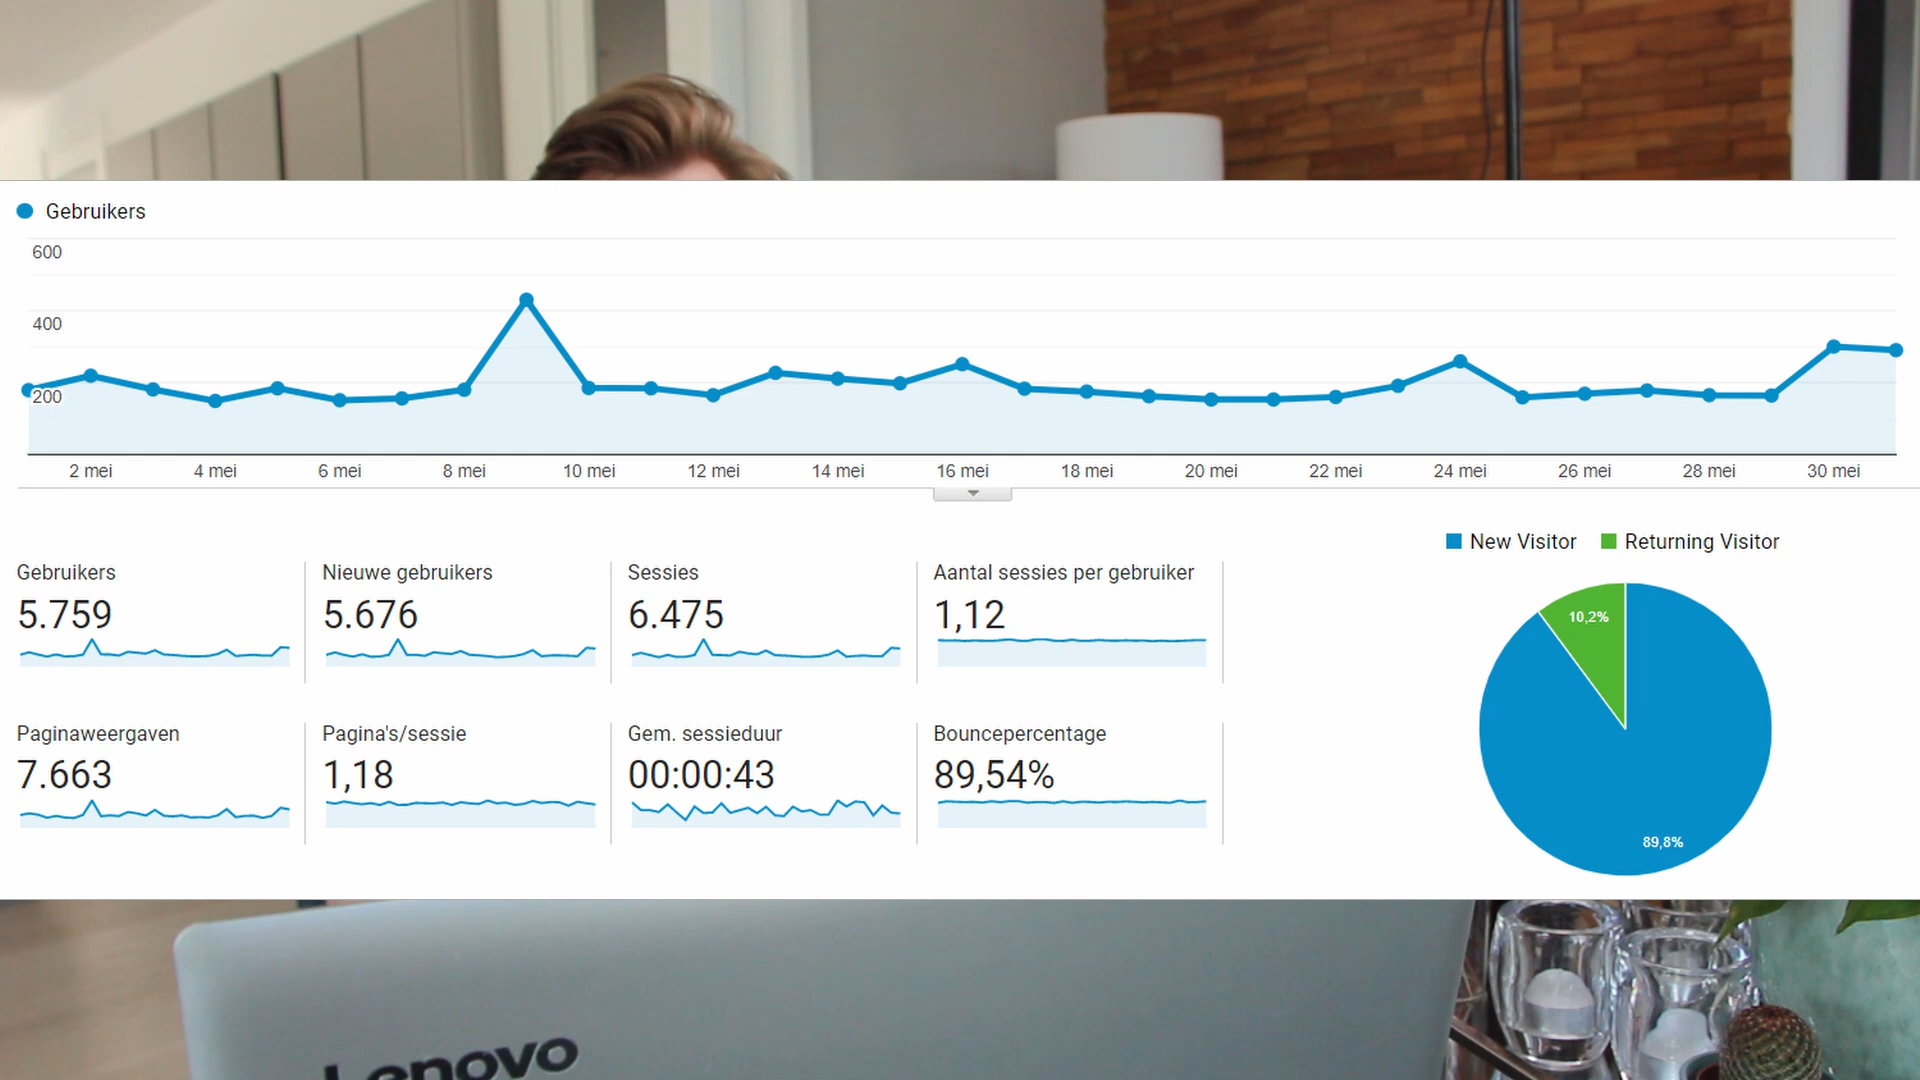 Gebruikers
600
400
200
2 mei 4 mei 6 mei 8 mei 10 mei 12 mei 14 mei 16 mei 18 mei 20 mei 22 mei 24 mei 26 mei 28 mei 30 mei
New Visitor Returning Visitor
Gebruikers
5.759
Nieuwe gebruikers
5.676
Sessies
6.475
Aantal sessies per gebruiker
1,12
Paginaweergaven
7.663
Pagina's/sessie
1,18
Gem. sessieduur
00:00:43
Bouncepercentage
89,54%
10,2%
89,8%
Lenovo